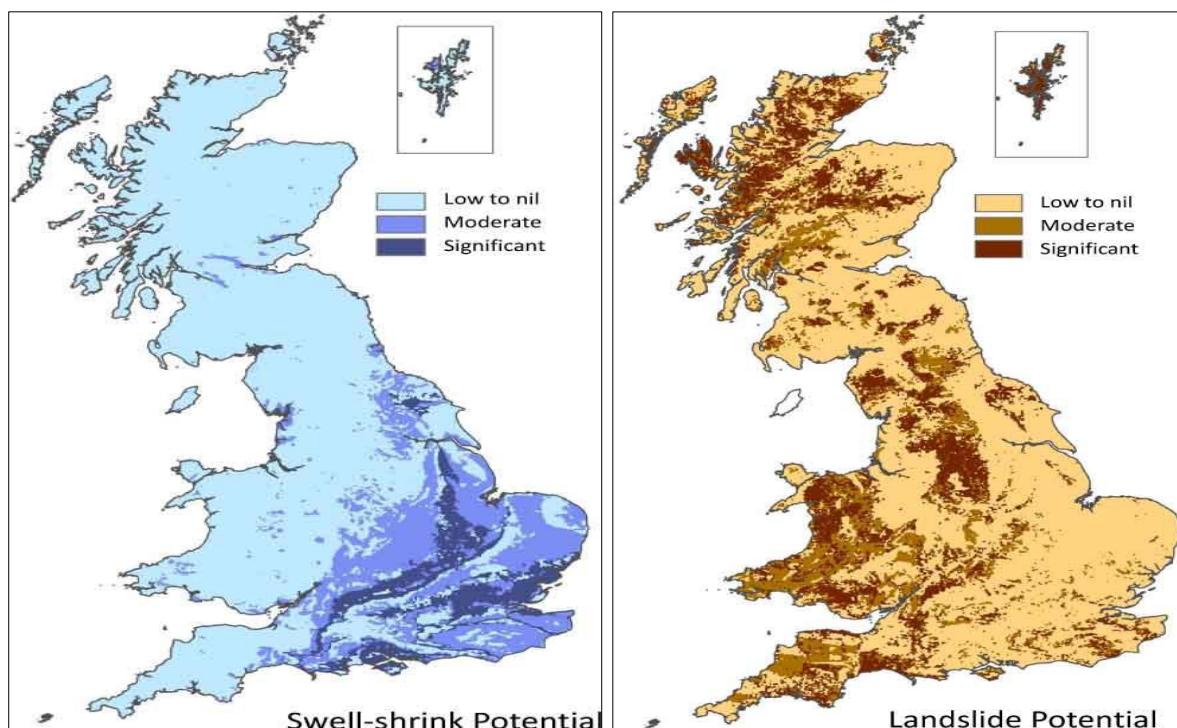 Low to nil
Moderate
Significant
Swell-shrink Potential
Low to nil
Moderate
Significant
Landslide Potential